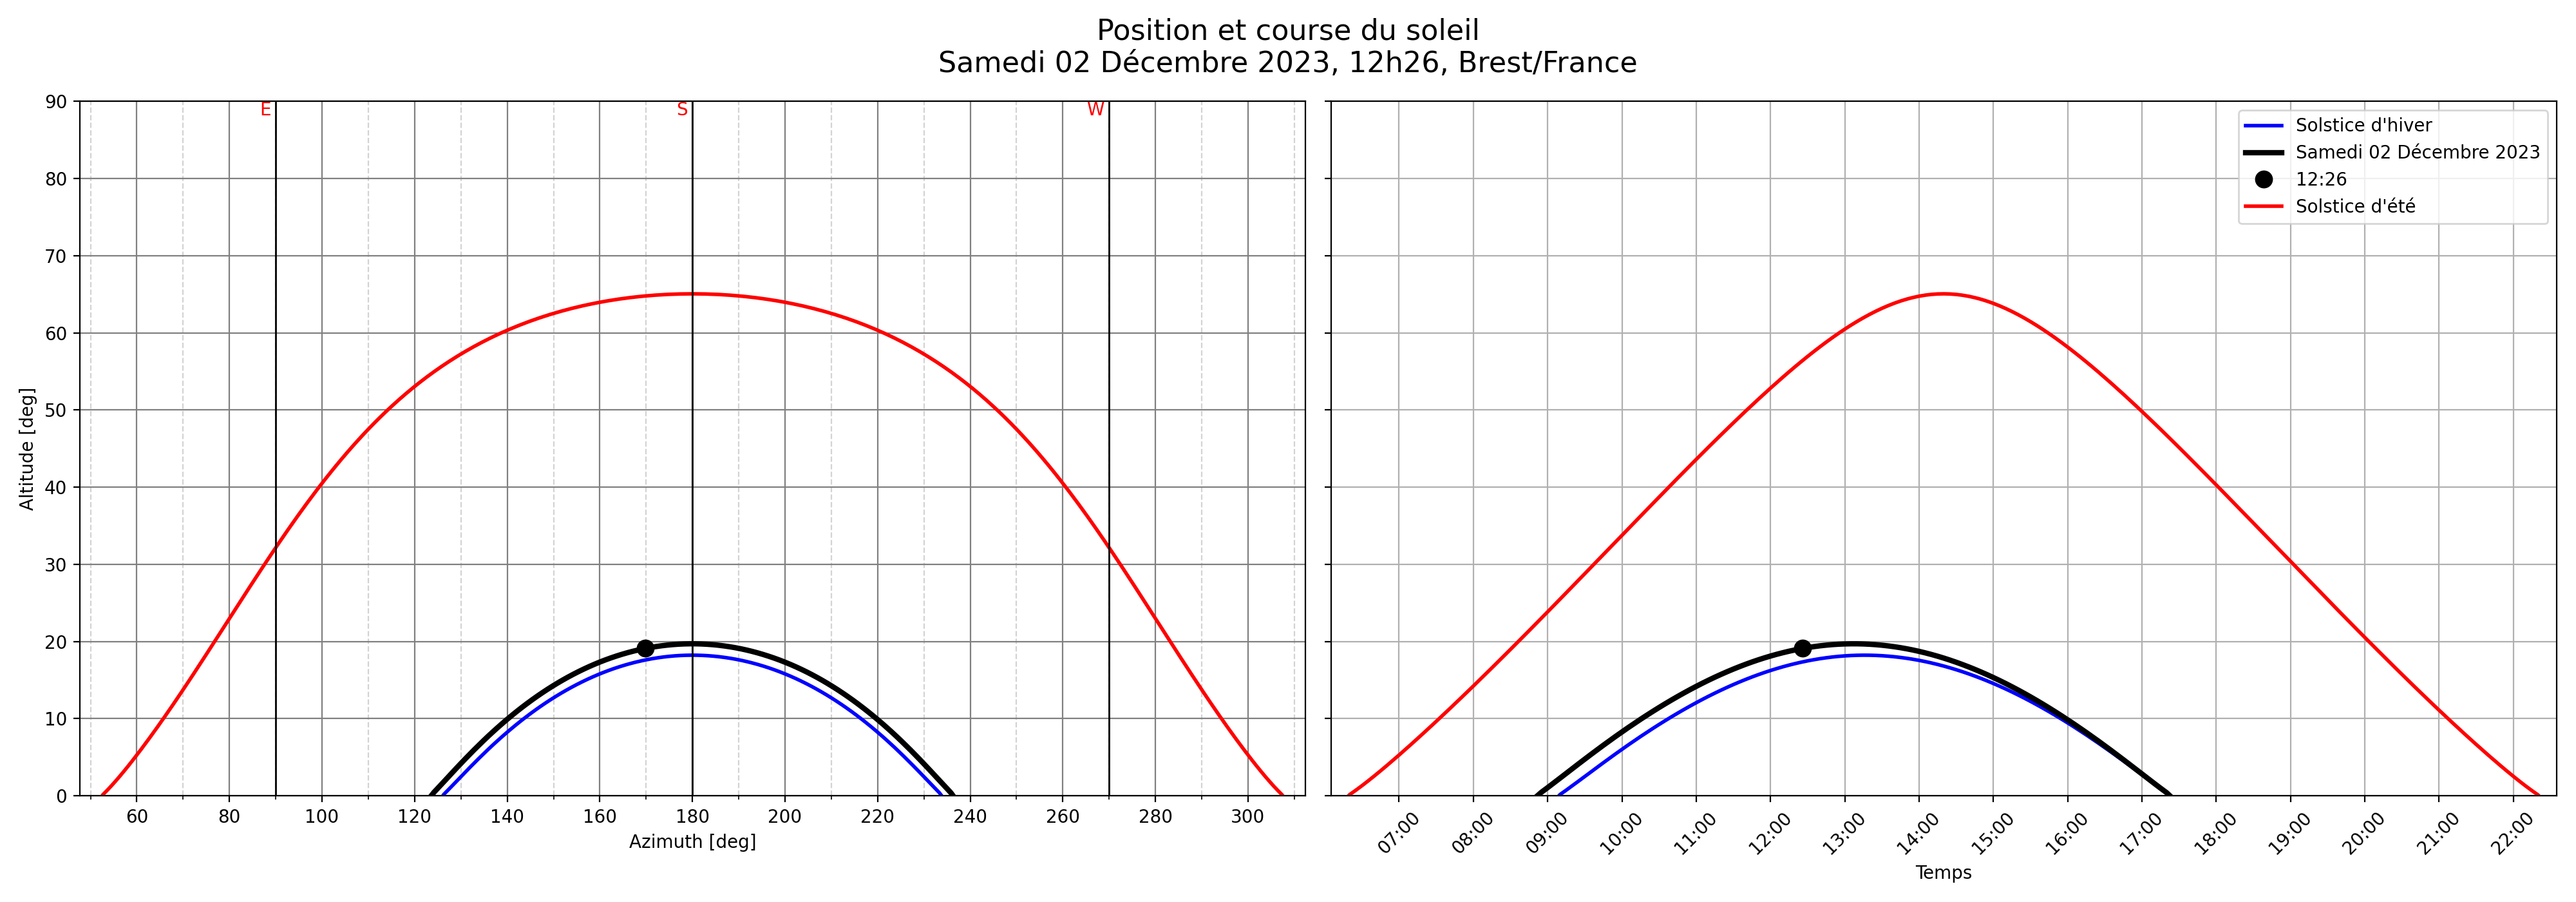 Position et course du soleil
Samedi 02 Décembre 2023, 12h26, Brest/France
E
S
W
90
80
70
60
50
40
30
20
10
0
Altitude [deg]
60 80 100 120 140 160 180 200 220 240 260 280 300
Azimuth [deg]
Solstice d'hiver
Samedi 02 Décembre 2023
12:26
Solstice d'été
07:00 08:00 09:00 10:00 11:00 12:00 13:00 14:00 15:00 16:00 17:00 18:00 19:00 20:00 21:00 22:00
Temps